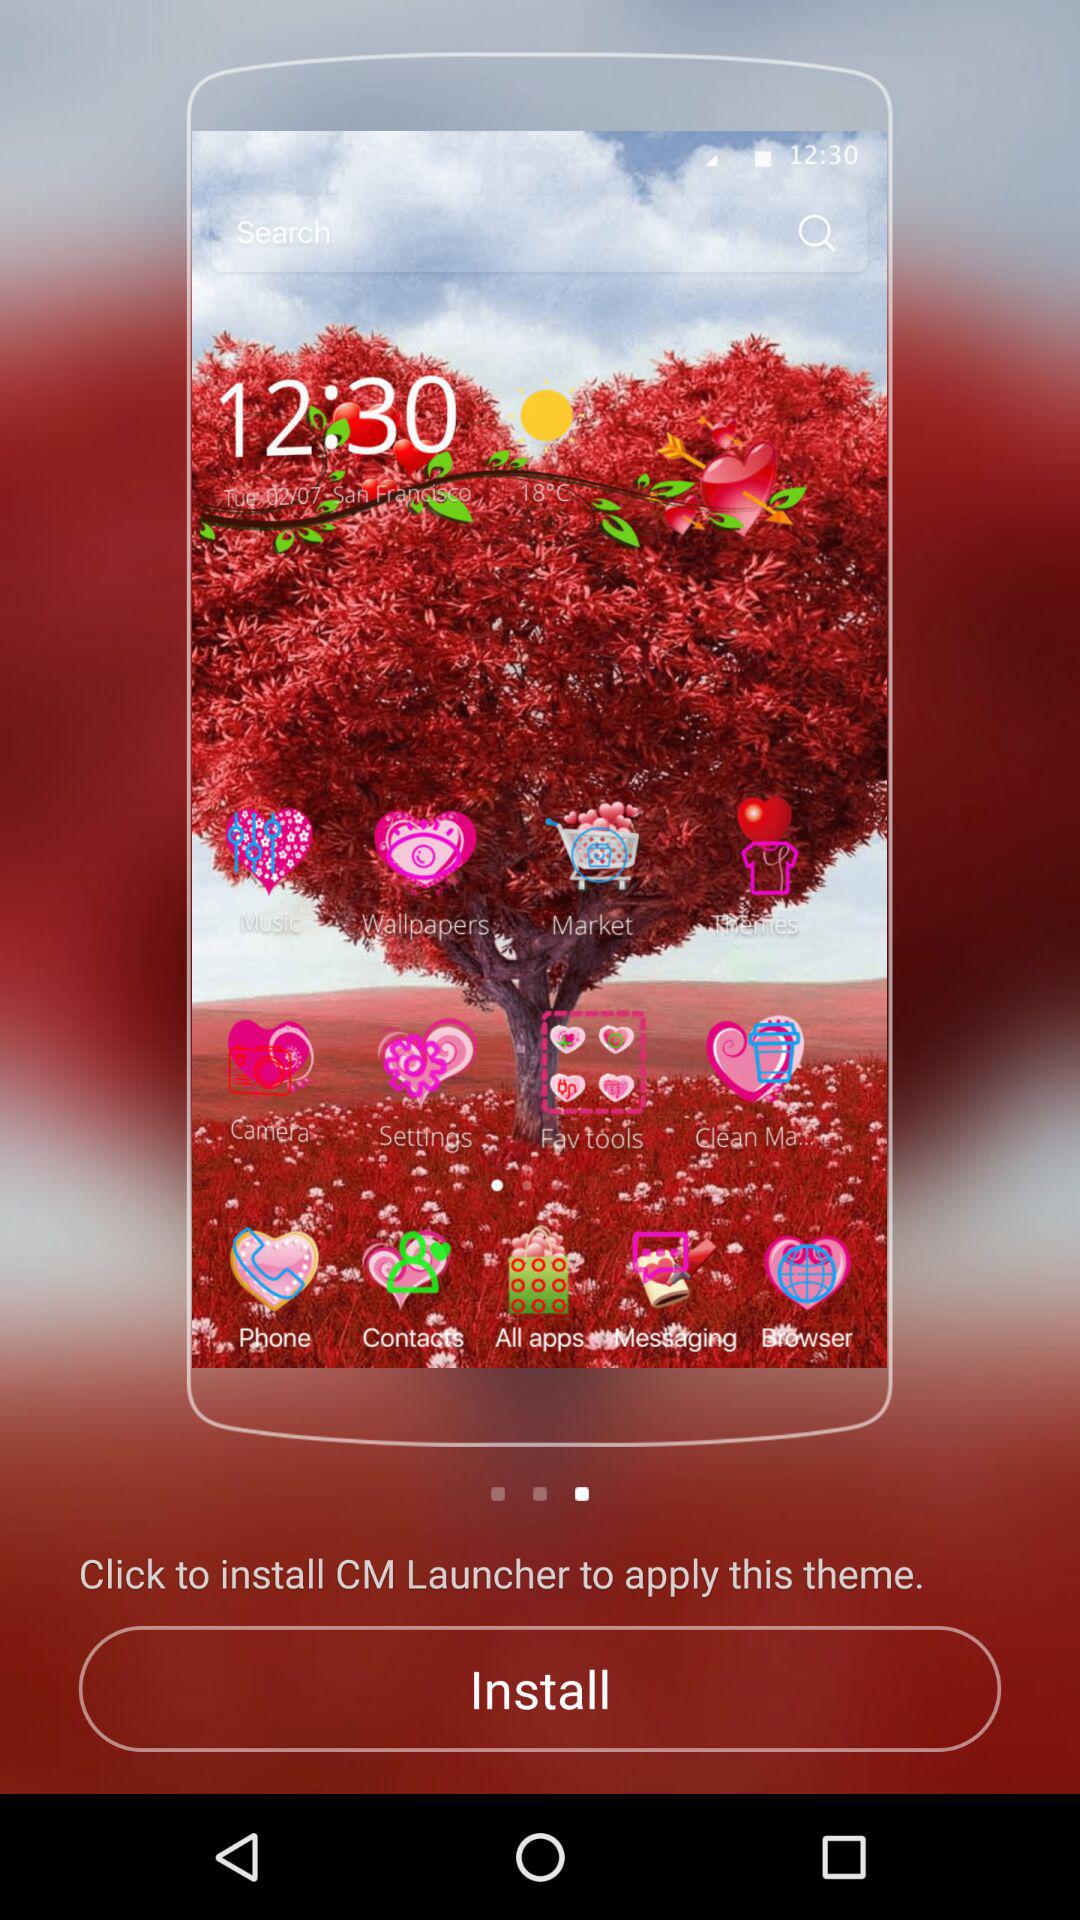 12:30
Search
12:30
Tue 02/07 San Francisco 18°C
Music Wallpapers Market Themes
Camera Settings Fav tools Clean Ma...
Phone Contacts All apps Messaging Browser
Click to install CM Launcher to apply this theme.
Install